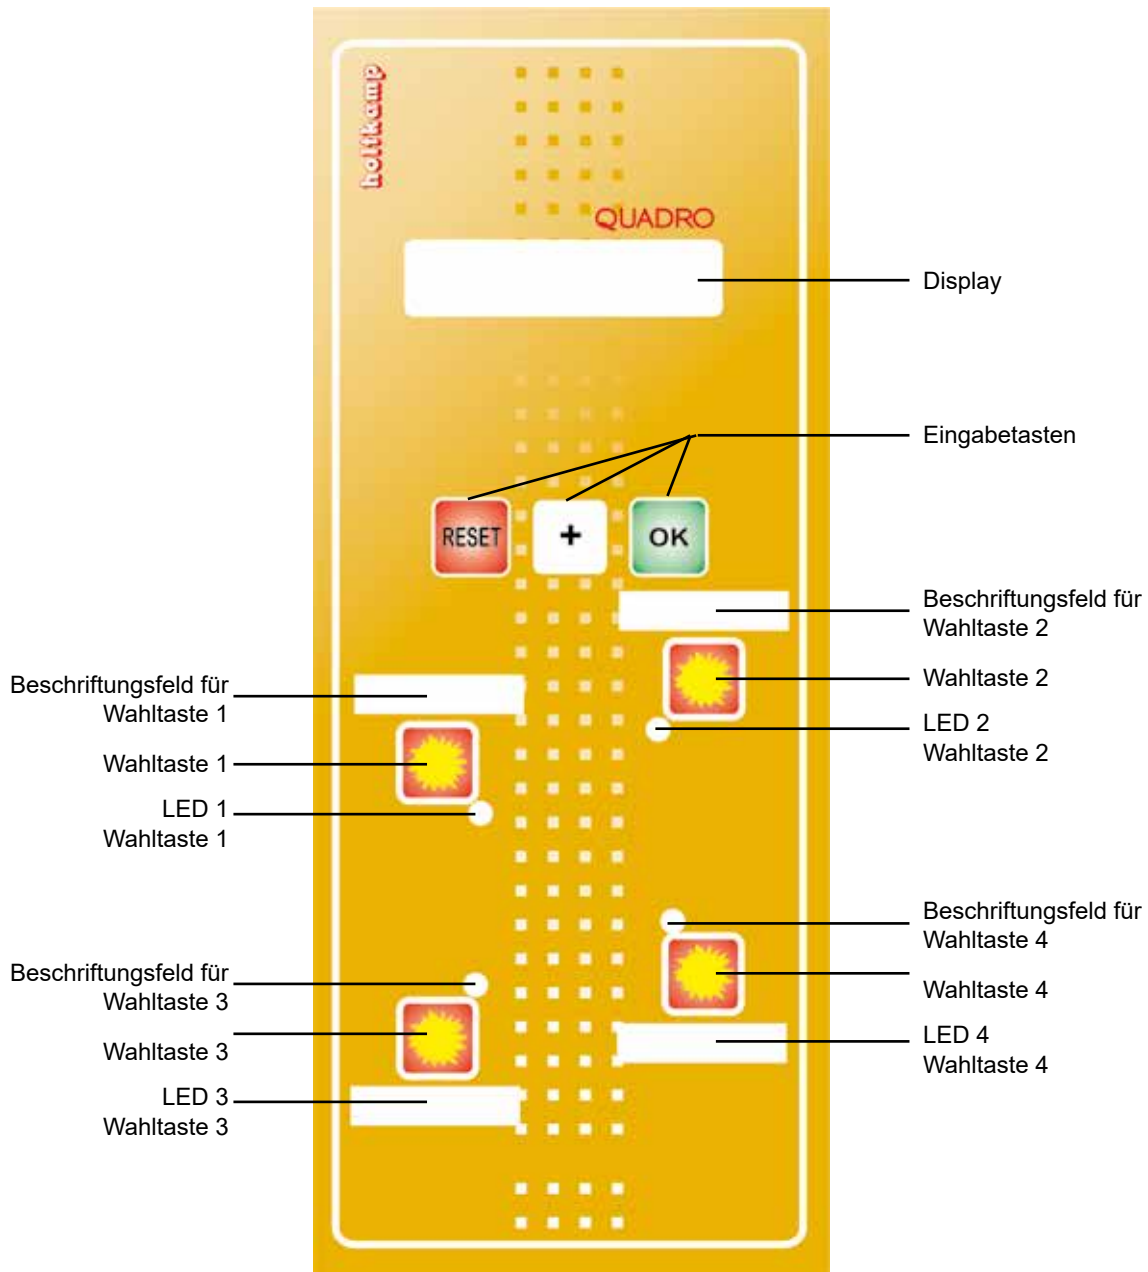 holtkamp
QUADRO
Display
Eingabetasten
RESET
+
OK
Beschriftungsfeld für
Wahltaste 2
Wahltaste 2
LED 2
Wahltaste 2
Beschriftungsfeld für
Wahltaste 1
Wahltaste 1
LED 1
Wahltaste 1
Beschriftungsfeld für
Wahltaste 4
Wahltaste 4
LED 4
Wahltaste 4
Beschriftungsfeld für
Wahltaste 3
Wahltaste 3
LED 3
Wahltaste 3